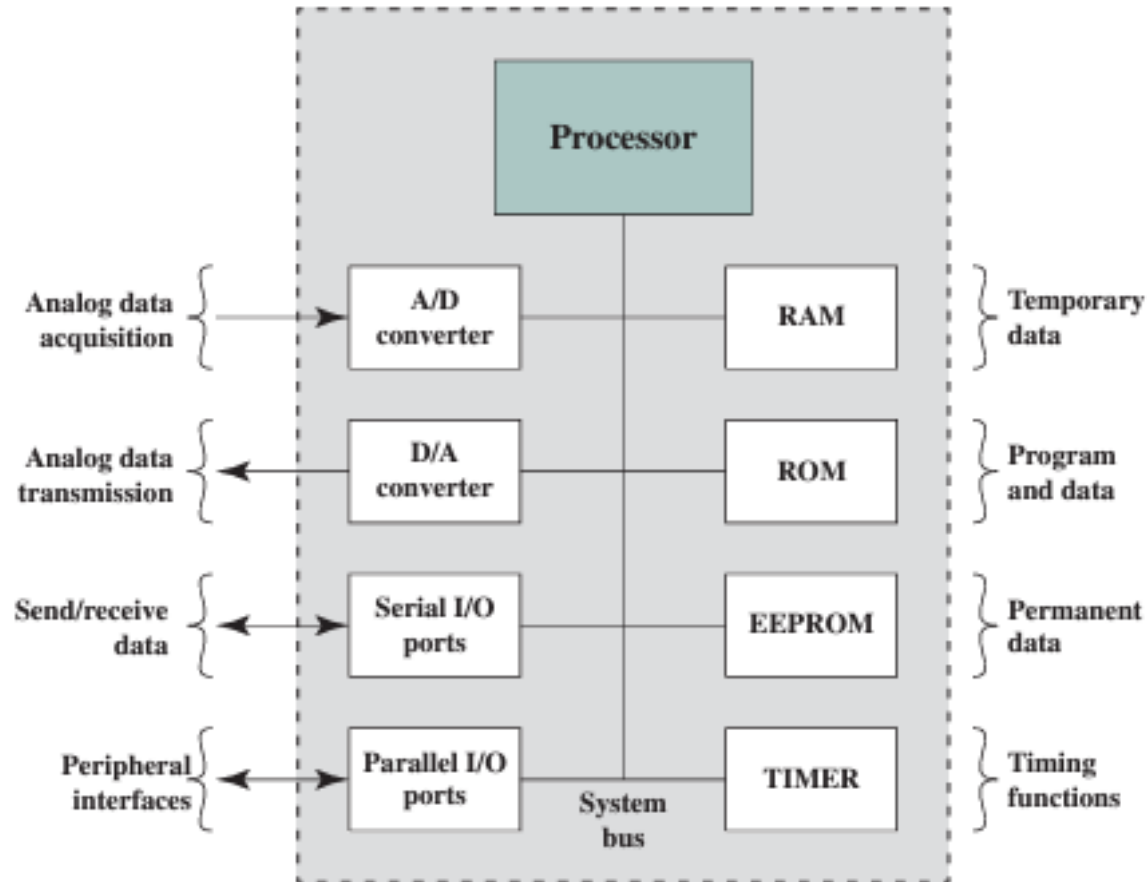 Processor
Analog data
acquisition
A/D
converter
RAM
Temporary
data
Analog data
transmission
D/A
converter
ROM
Program
and data
Send/receive
data
Serial I/O
ports
EEPROM
Permanent
data
Peripheral
interfaces
Parallel I/O
ports
System
bus
TIMER
Timing
functions